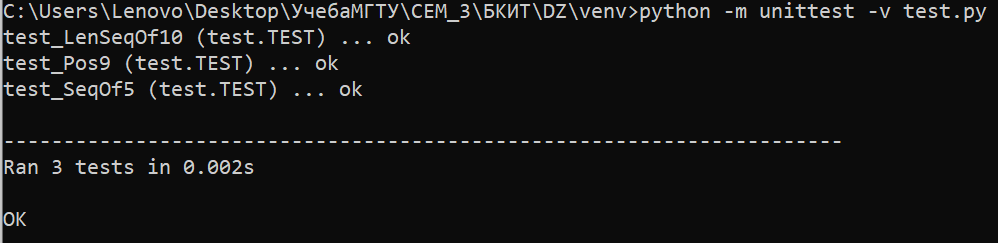 C:\Users\Lenovo\Desktop\УчебаМГТУ\СЕМ_3\БКИТ\DZ\venv>python -m unittest -v test.py
test_LenSeqOf10 (test.TEST) ... ok
test_Pos9 (test.TEST) ... ok
test_SeqOf5 (test.TEST) ... ok
----------------------------------------------------------------------
Ran 3 tests in 0.002s
OK